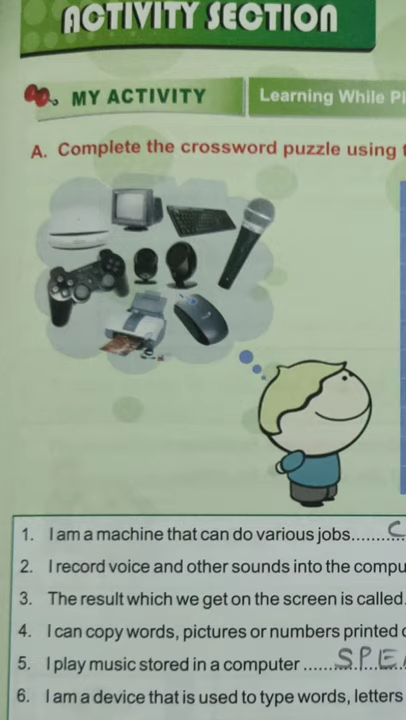 ACTIVITY SECTION
MY ACTIVITY
Learning While
A. Complete the crossword puzzle using
1. I am a machine that can do various jobs.......... C
2. I record voice and other sounds into the
3. The result which we get on the screen is called.
4. I can copy words, pictures or numbers printed
5. I play music stored in a computer ...... SPE
6. I am a device that is used to type words, letters